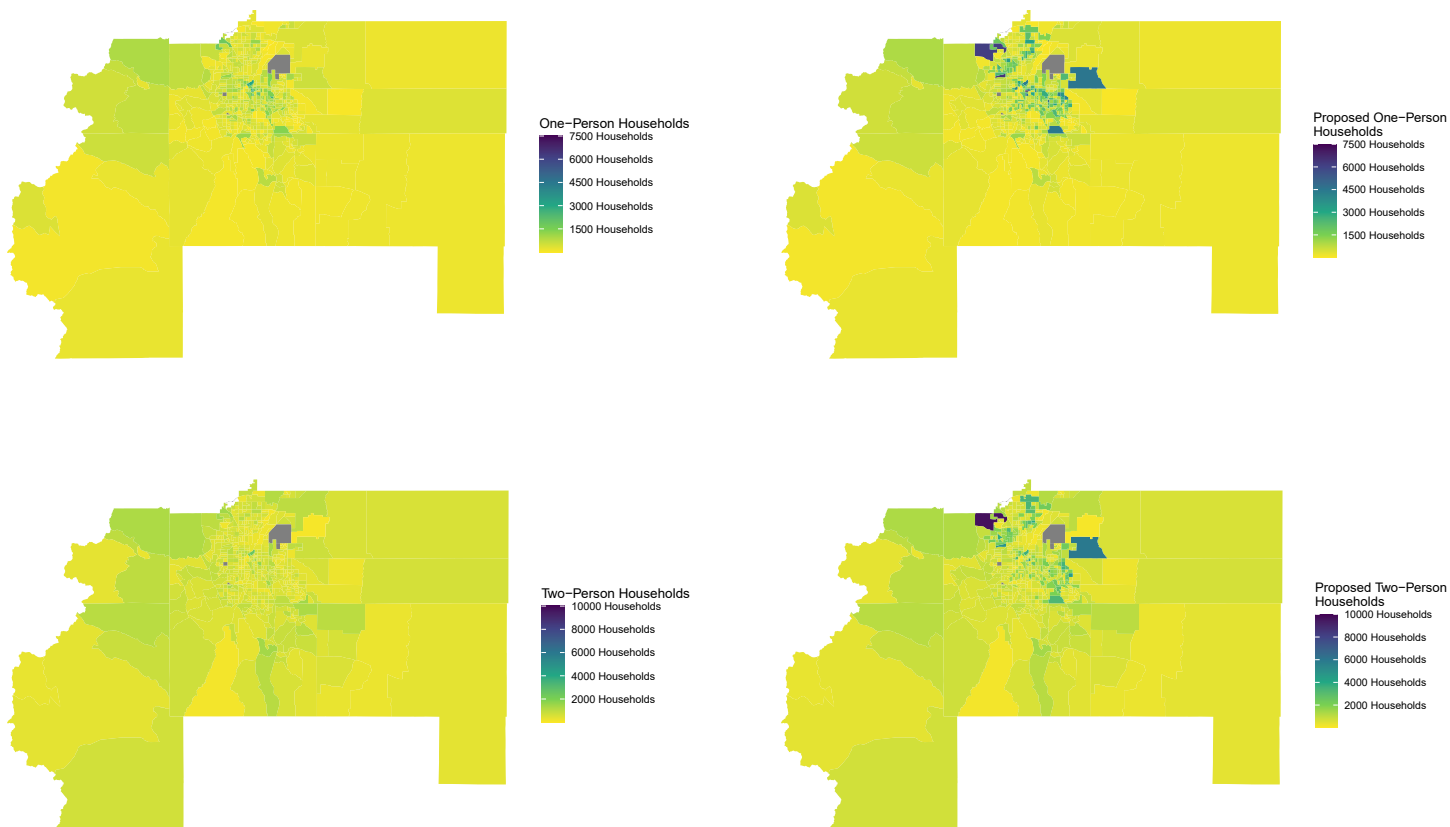 One−Person Households
7500 Households
6000 Households
4500 Households
3000 Households
1500 Households
Proposed One−Person
Households
7500 Households
6000 Households
4500 Households
3000 Households
1500 Households
Two−Person Households
10000 Households
8000 Households
6000 Households
4000 Households
2000 Households
Proposed Two−Person
Households
10000 Households
8000 Households
6000 Households
4000 Households
2000 Households